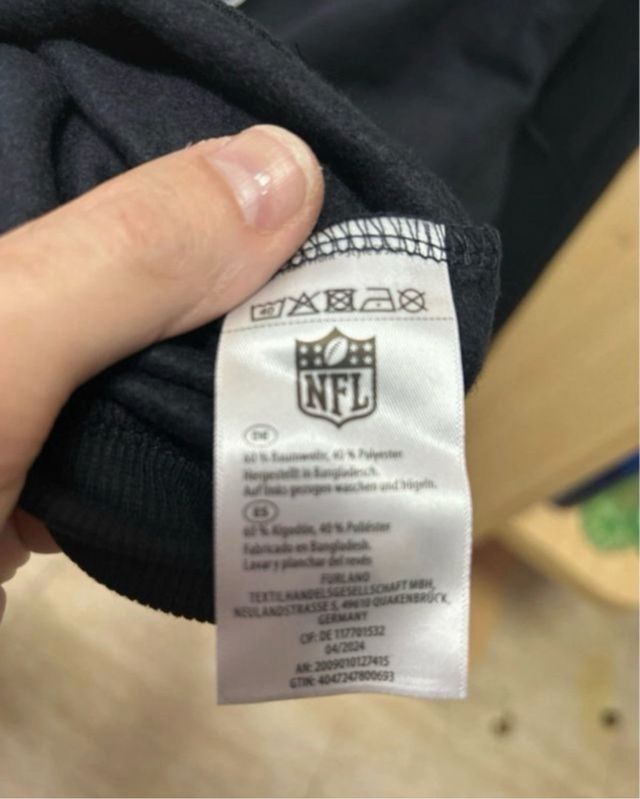 40
NFL
60 % Baumwolle, 40 % Polyester
Hergestellt in Bangladesch.
Auf links gezogen waschen und bügeln.
ES
60 % Algodón, 40 % Poliéster
Fabricado en Bangladesh.
Lavar y planchar del revés
FURLANO
TEXTILHANDELSGESELLSCHAFT MBH,
NEULANDSTRASSE 5, 49610 QUAKENBRÜCK,
GERMANY
CIF: DE 117701532
04/2024
AN: 2009010127415
GTIN: 4047247800693